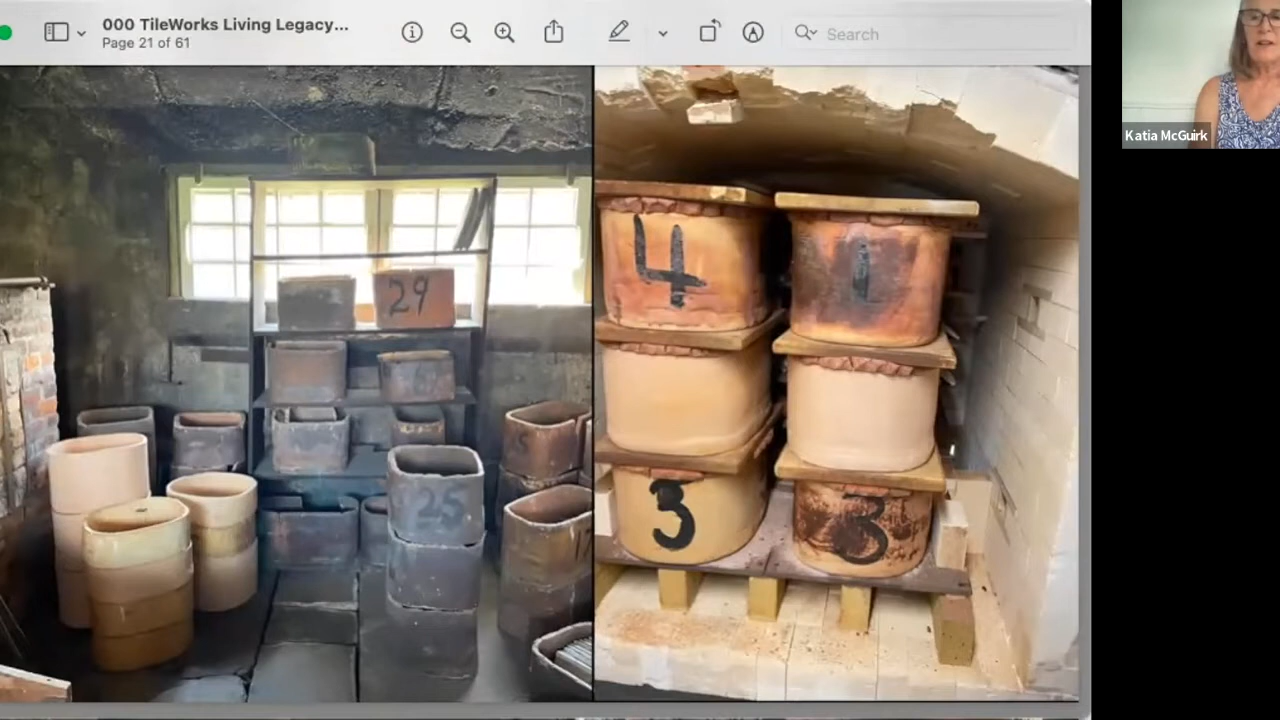 000 TileWorks Living Legacy...
Page 21 of 61
Search
Katia McGuirk
29
25
4
1
3
3